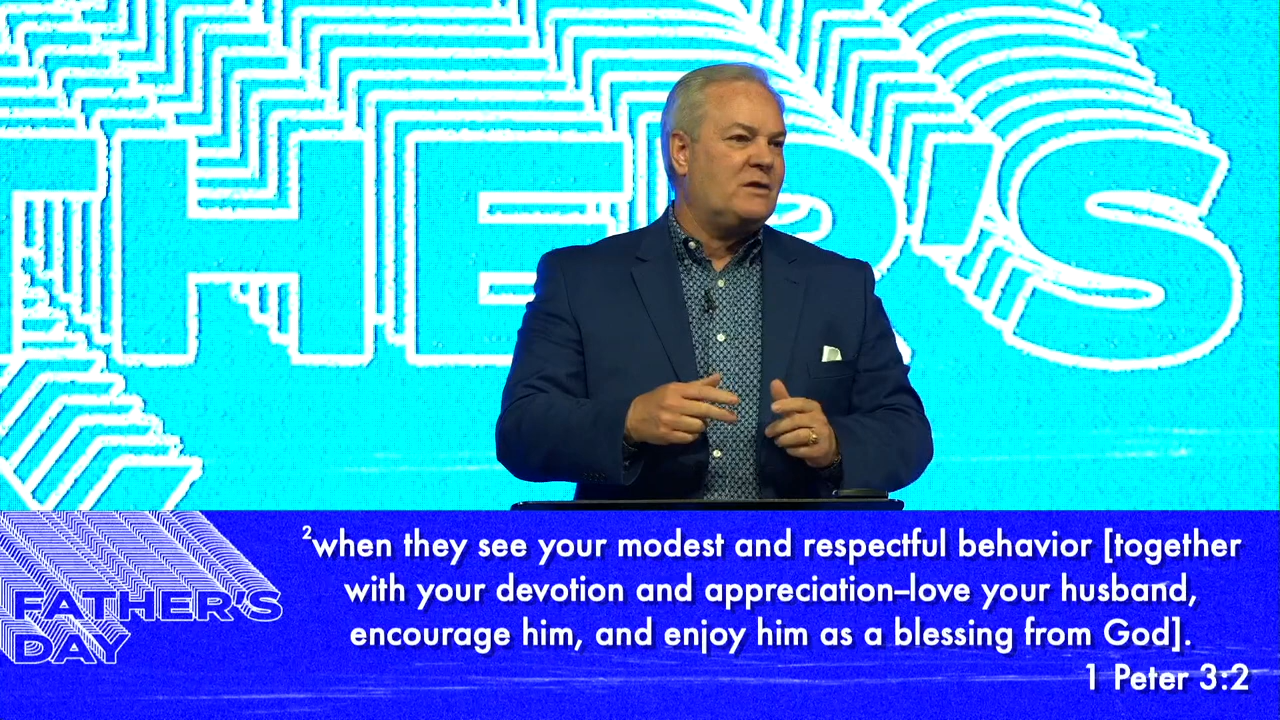 THER'S
FATHER'S
DAY
²when they see your modest and respectful behavior [together
with your devotion and appreciation–love your husband,
encourage him, and enjoy him as a blessing from God].
1 Peter 3:2